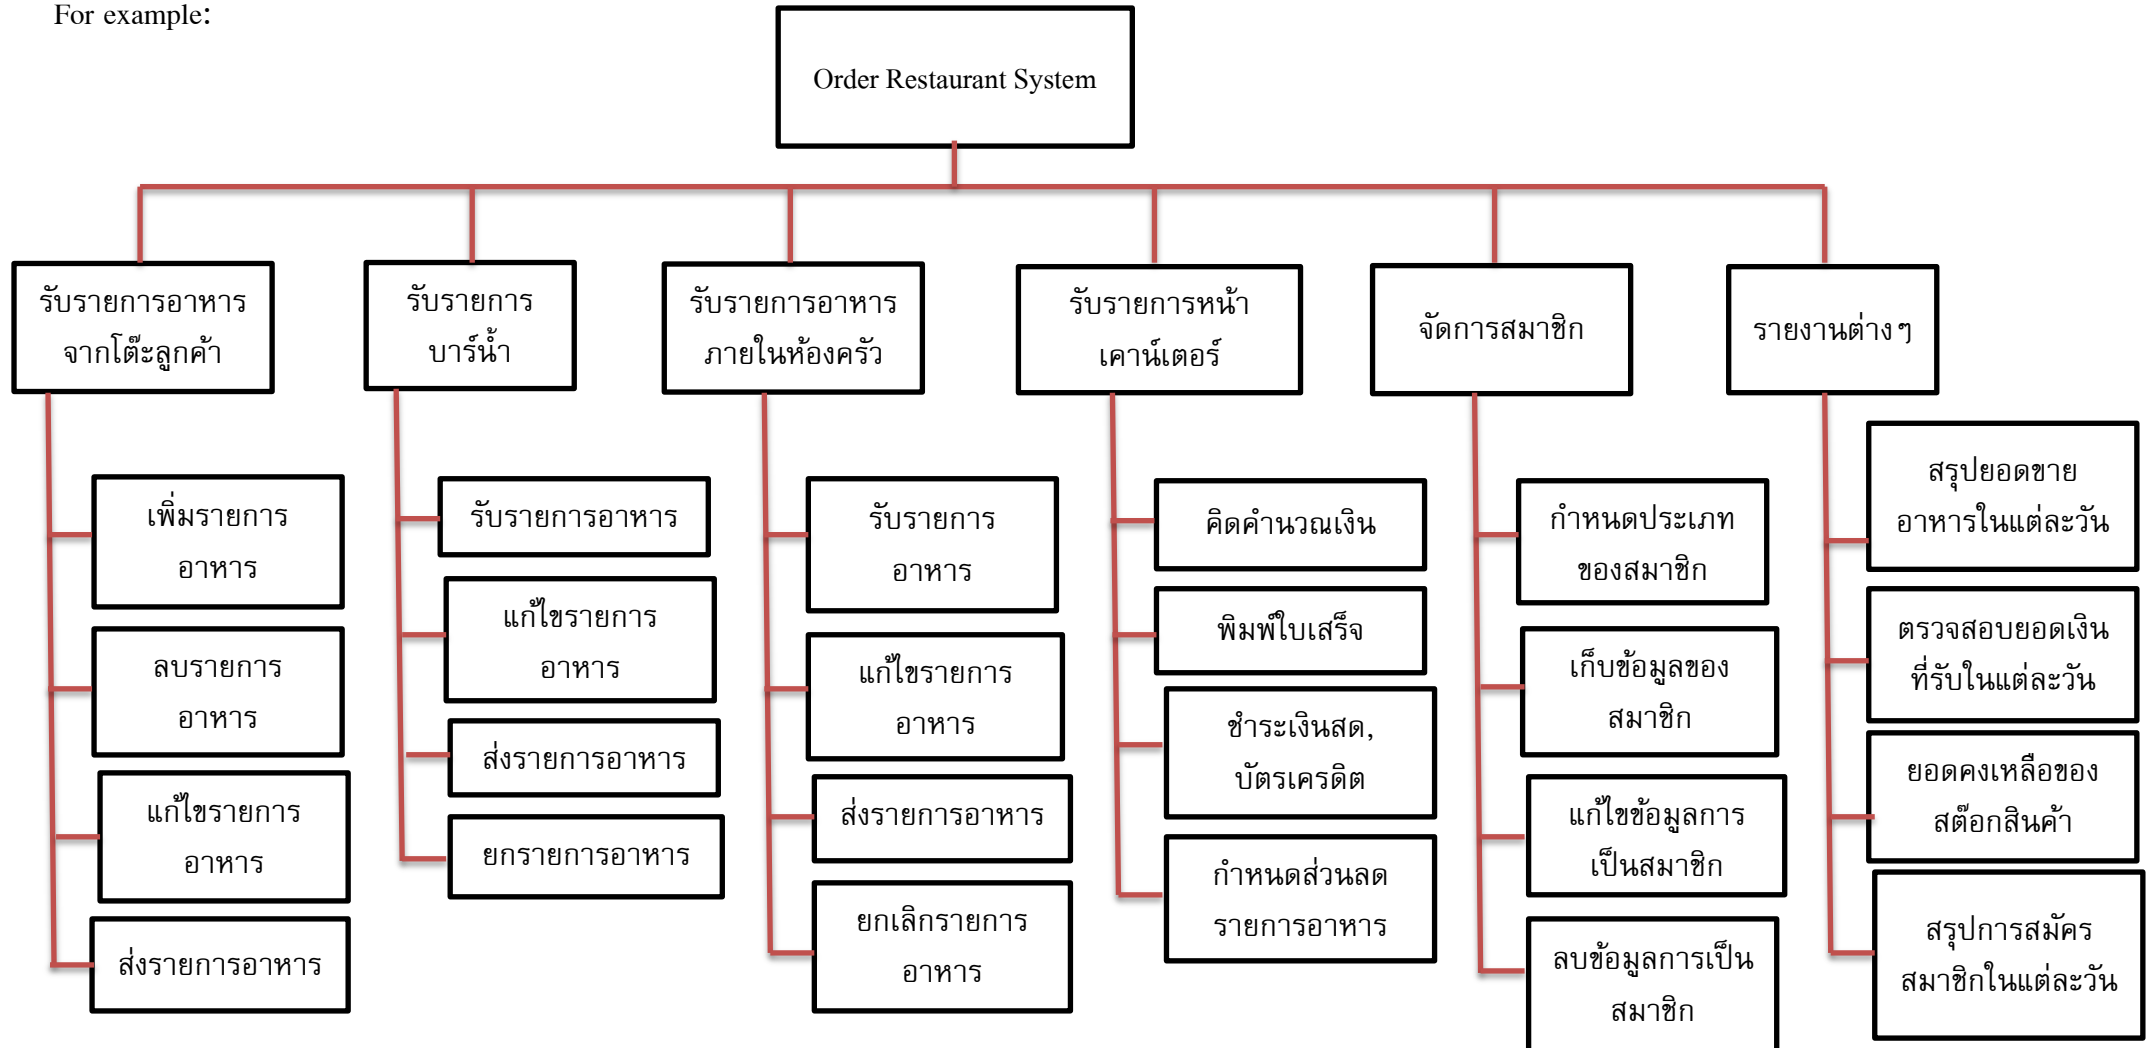 For example:
Order Restaurant System
รับรายการอาหาร
จากโต๊ะลูกค้า
เพิ่มรายการ
อาหาร
ลบรายการ
อาหาร
แก้ไขรายการ
อาหาร
ส่งรายการอาหาร
รับรายการ
บาร์น้ำ
รับรายการอาหาร
แก้ไขรายการ
อาหาร
ส่งรายการอาหาร
ยกรายการอาหาร
รับรายการอาหาร
ภายในห้องครัว
รับรายการ
อาหาร
แก้ไขรายการ
อาหาร
ส่งรายการอาหาร
ยกเลิกรายการ
อาหาร
รับรายการหน้า
เคาน์เตอร์
คิดคำนวณเงิน
พิมพ์ใบเสร็จ
ชำระเงินสด,
บัตรเครดิต
กำหนดส่วนลด
รายการอาหาร
จัดการสมาชิก
กำหนดประเภท
ของสมาชิก
เก็บข้อมูลของ
สมาชิก
แก้ไขข้อมูลการ
เป็นสมาชิก
ลบข้อมูลการเป็น
สมาชิก
รายงานต่างๆ
สรุปยอดขาย
อาหารในแต่ละวัน
ตรวจสอบยอดเงิน
ที่รับในแต่ละวัน
ยอดคงเหลือของ
สต๊อกสินค้า
สรุปการสมัคร
สมาชิกในแต่ละวัน